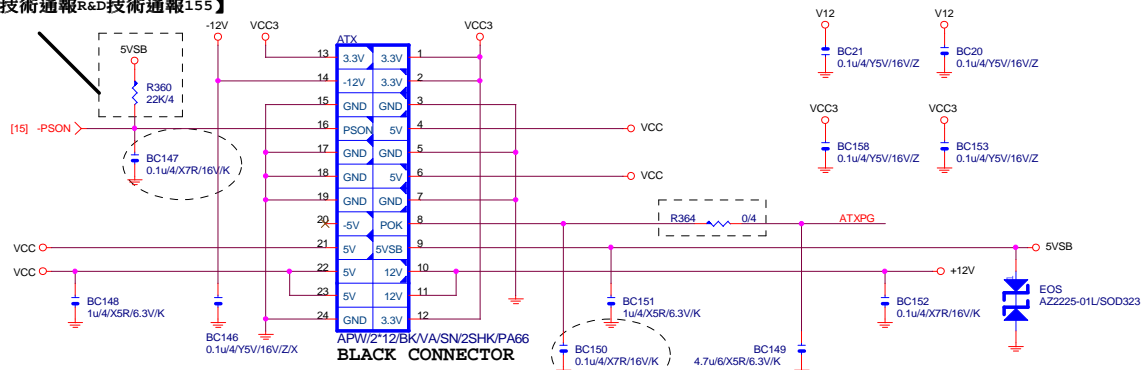 技術通報R&D技術通報155】
5VSB
R360
22K/4
[15] -PSON
BC147
0.1u/4/X7R/16V/K
-12V
VCC3
VCC3
ATX
13 3.3V 3.3V 1
14 -12V 3.3V 2
15 GND GND 3
16 PSON 5V 4
17 GND GND 5
18 GND 5V 6
19 GND GND 7
20 -5V POK 8
21 5V 5VSB 9
22 5V 12V 10
23 5V 12V 11
24 GND 3.3V 12
APW/2*12/BK/VA/SN/2SHK/PA66
BLACK CONNECTOR
VCC
VCC
VCC
VCC
BC148
1u/4/X5R/6.3V/K
BC146
0.1u/4/Y5V/16V/Z/X
R364 0/4
ATXPG
5VSB
+12V
BC151
1u/4/X5R/6.3V/K
BC150
0.1u/4/X7R/16V/K
BC149
4.7u/6/X5R/6.3V/K
BC152
0.1u/4/X7R/16V/K
EOS
AZ2225-01L/SOD323
V12
BC21
0.1u/4/Y5V/16V/Z
V12
BC20
0.1u/4/Y5V/16V/Z
VCC3
BC158
0.1u/4/Y5V/16V/Z
VCC3
BC153
0.1u/4/Y5V/16V/Z